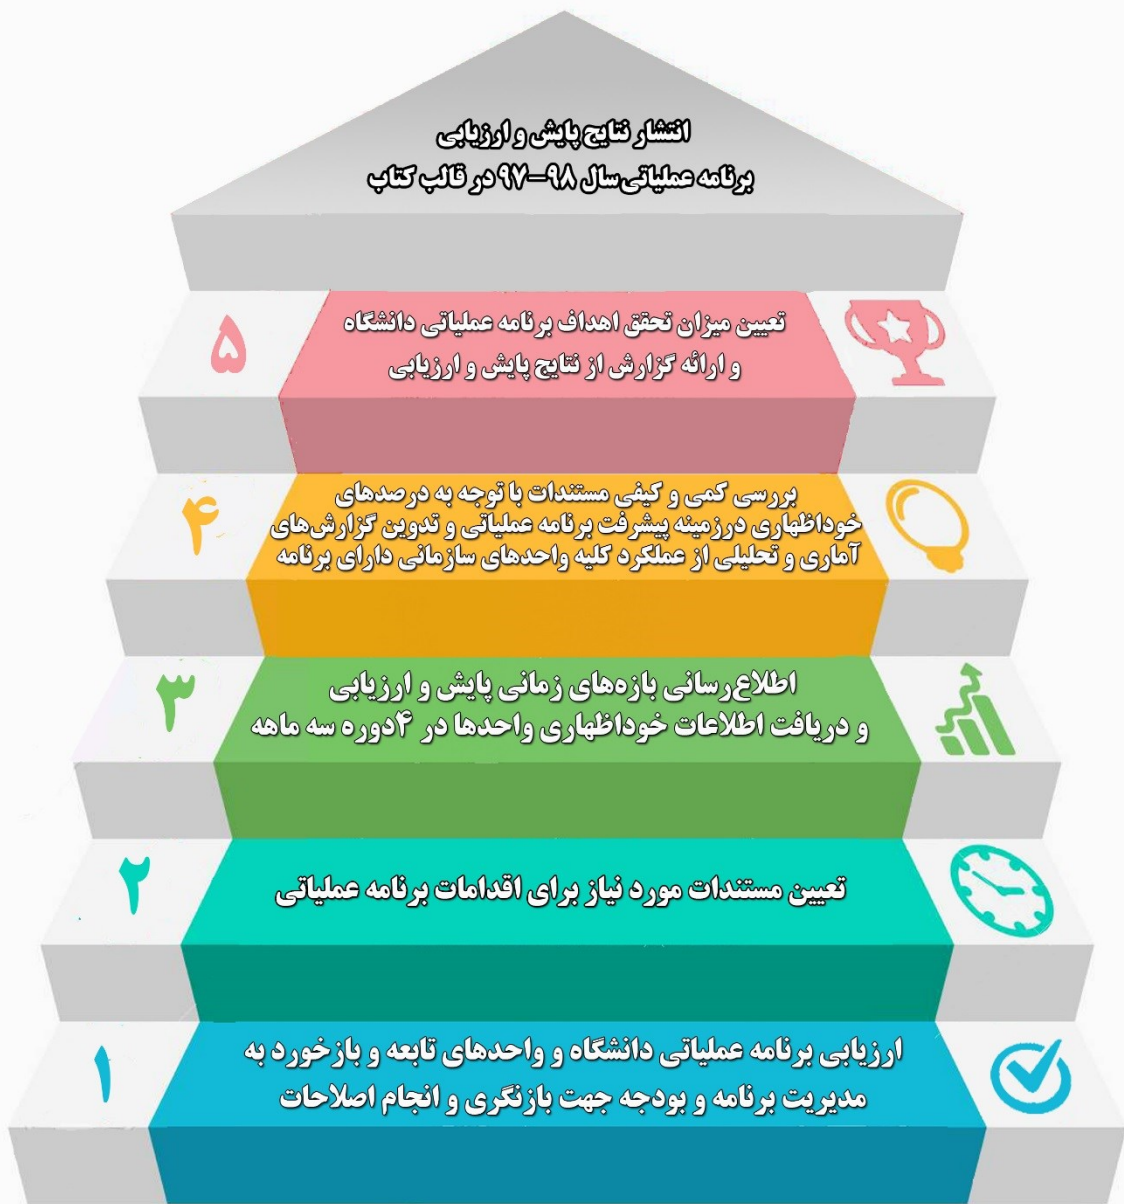 انتشار نتایج پایش و ارزیابی
برنامه عملیاتی سال ۹۸-۹۷ در قالب کتاب
۵
تعیین میزان تحقق اهداف برنامه عملیاتی دانشگاه
و ارائه گزارش از نتایج پایش و ارزیابی
۴
بررسی کمی و کیفی مستندات با توجه به درصدهای
خوداظهاری درزمینه پیشرفت برنامه عملیاتی و تدوین گزارش‌های
آماری و تحلیلی از عملکرد کلیه واحدهای سازمانی دارای برنامه
۳
اطلاع‌رسانی بازه‌های زمانی پایش و ارزیابی
و دریافت اطلاعات خوداظهاری واحدها در ۴دوره سه ماهه
۲
تعیین مستندات مورد نیاز برای اقدامات برنامه عملیاتی
۱
ارزیابی برنامه عملیاتی دانشگاه و واحدهای تابعه و بازخورد به
مدیریت برنامه و بودجه جهت بازنگری و انجام اصلاحات